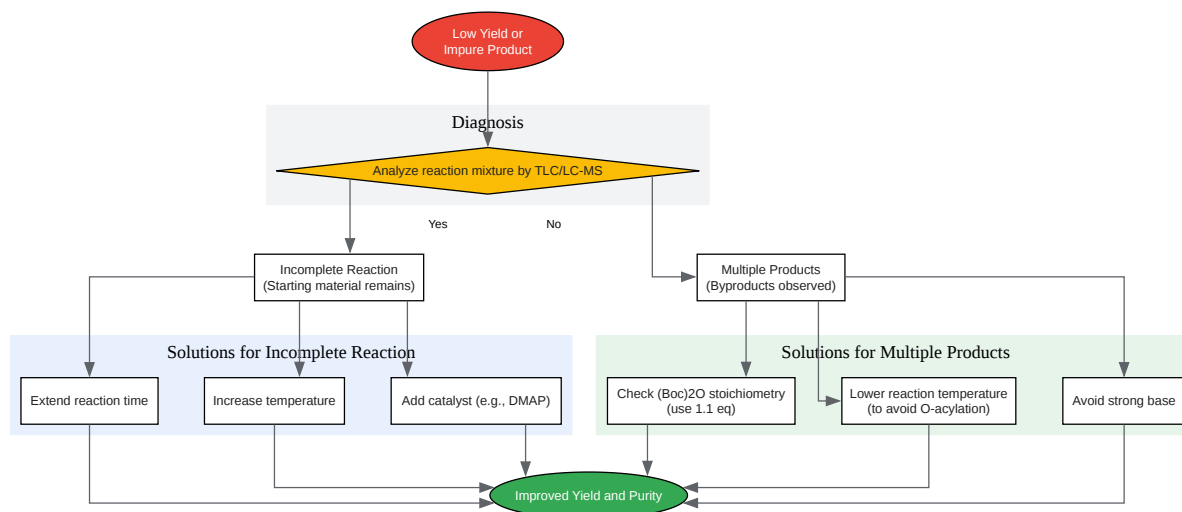 Low Yield or
Impure Product
Diagnosis
Analyze reaction mixture by TLC/LC-MS
Yes
No
Incomplete Reaction
(Starting material remains)
Multiple Products
(Byproducts observed)
Solutions for Incomplete Reaction
Solutions for Multiple Products
Extend reaction time
Increase temperature
Add catalyst (e.g., DMAP)
Check (Boc)2O stoichiometry
(use 1.1 eq)
Lower reaction temperature
(to avoid O-acylation)
Avoid strong base
Improved Yield and Purity